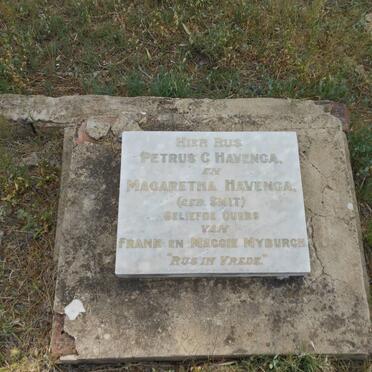 HIER RUS
PETRUS C HAVENGA,
EN
MAGARETHA HAVENGA,
(GEB. SMIT)
GELIEFDE OUERS
VAN
FRANK EN MAGGIE MYBURGH
"RUS IN VREDE."